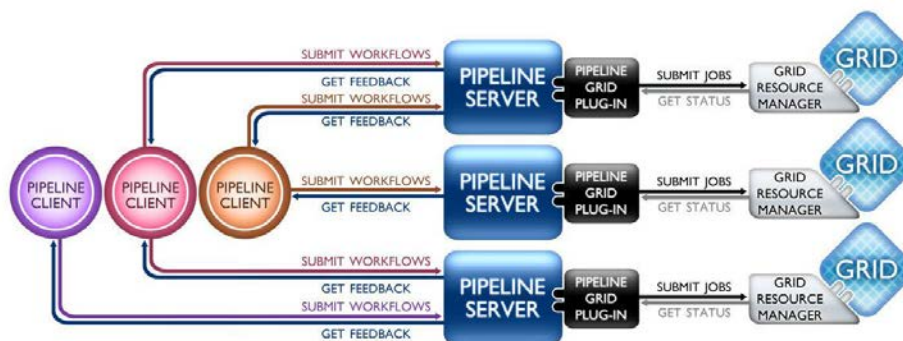 SUBMIT WORKFLOWS
GET FEEDBACK
SUBMIT WORKFLOWS
GET FEEDBACK
PIPELINE
SERVER
PIPELINE
GRID
PLUG-IN
SUBMIT JOBS
GET STATUS
GRID
RESOURCE
MANAGER
GRID
PIPELINE
CLIENT
PIPELINE
CLIENT
PIPELINE
CLIENT
SUBMIT WORKFLOWS
GET FEEDBACK
PIPELINE
SERVER
PIPELINE
GRID
PLUG-IN
SUBMIT JOBS
GET STATUS
GRID
RESOURCE
MANAGER
GRID
SUBMIT WORKFLOWS
GET FEEDBACK
SUBMIT WORKFLOWS
GET FEEDBACK
PIPELINE
SERVER
PIPELINE
GRID
PLUG-IN
SUBMIT JOBS
GET STATUS
GRID
RESOURCE
MANAGER
GRID